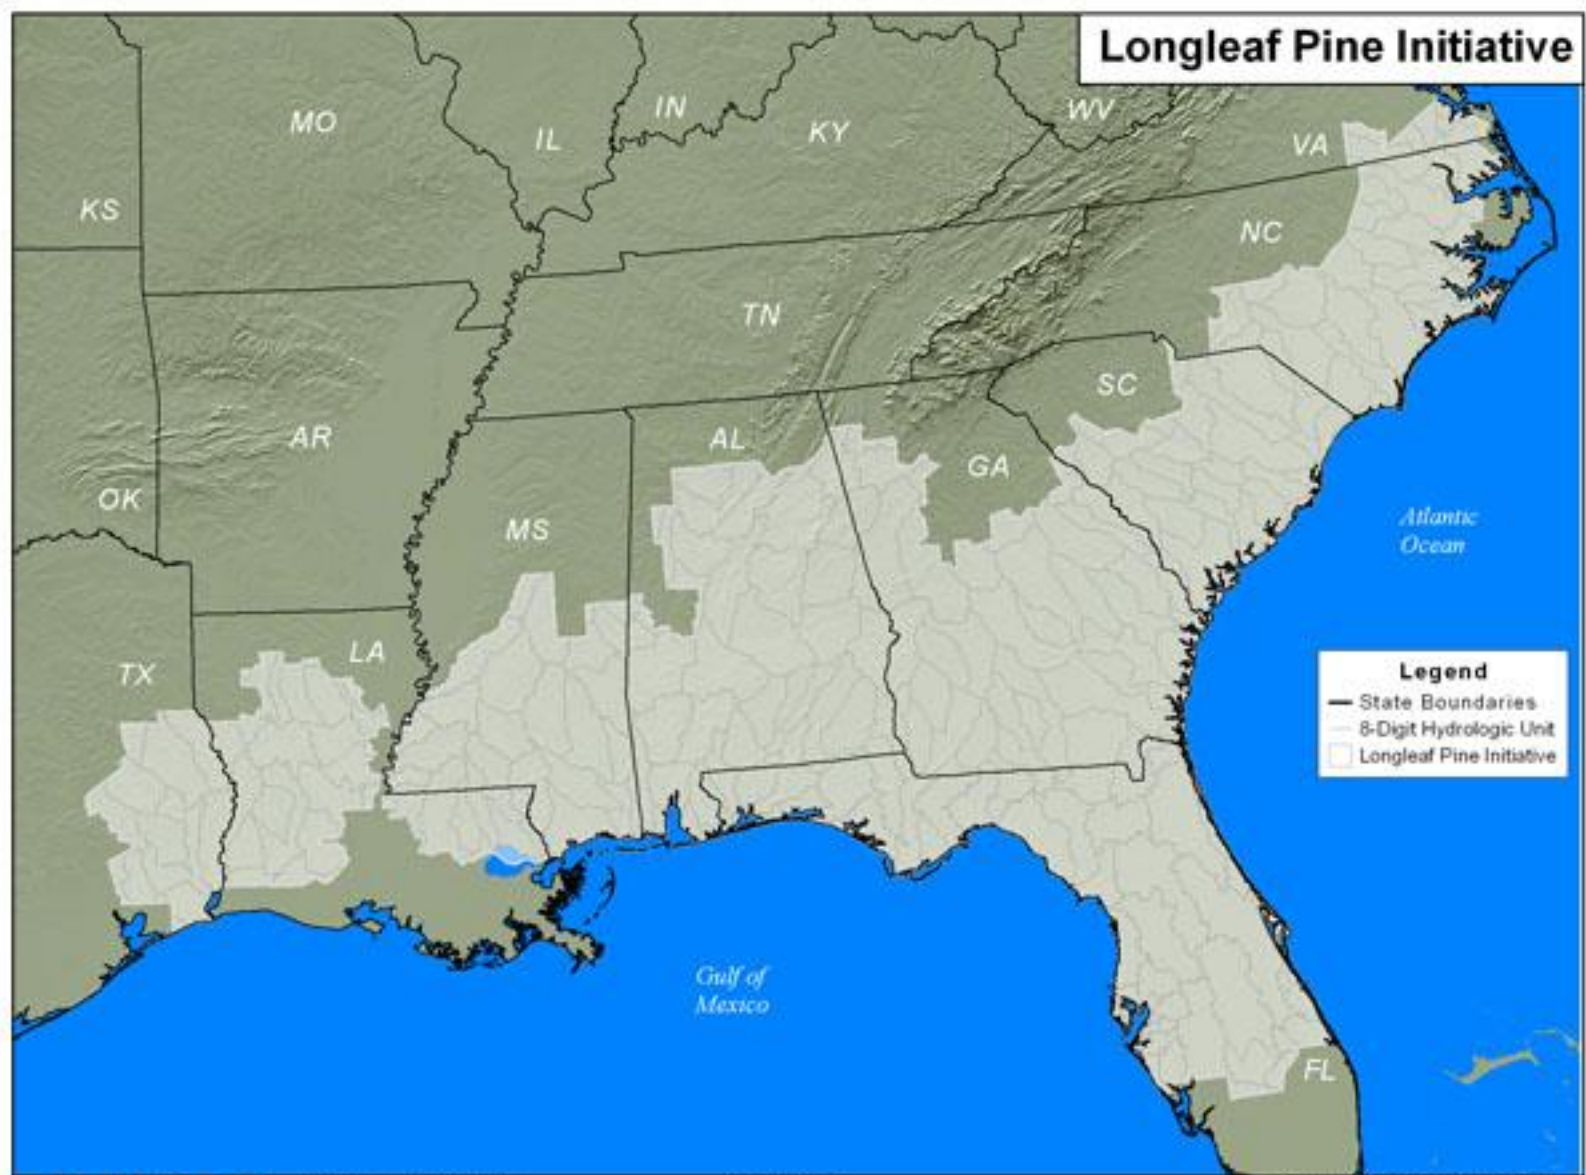 Longleaf Pine Initiative
MO
IL
IN
KY
WV
VA
KS
NC
TN
SC
AR
AL
GA
OK
MS
Atlantic
Ocean
TX
LA
Legend
State Boundaries
8-Digit Hydrologic Unit
Longleaf Pine Initiative
Gulf of
Mexico
FL